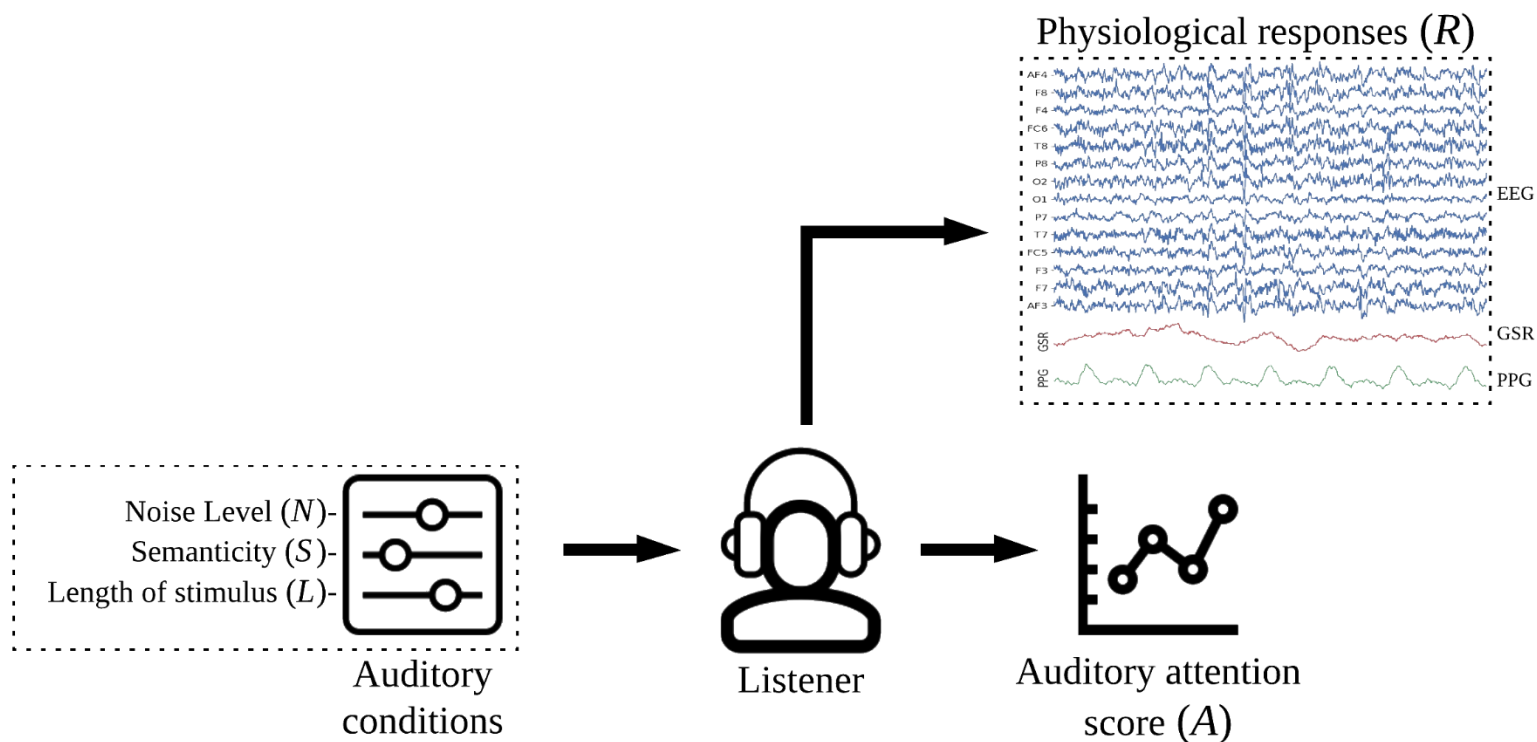 Physiological responses (R)
AF4
F8
F4
FC6
T8
P8
O2
O1
P7
T7
FC5
F3
F7
AF3
GSR
PPG
EEG
GSR
PPG
Noise Level (N)-
Semanticity (S)-
Length of stimulus (L)-
Auditory
conditions
Listener
Auditory attention
score (A)